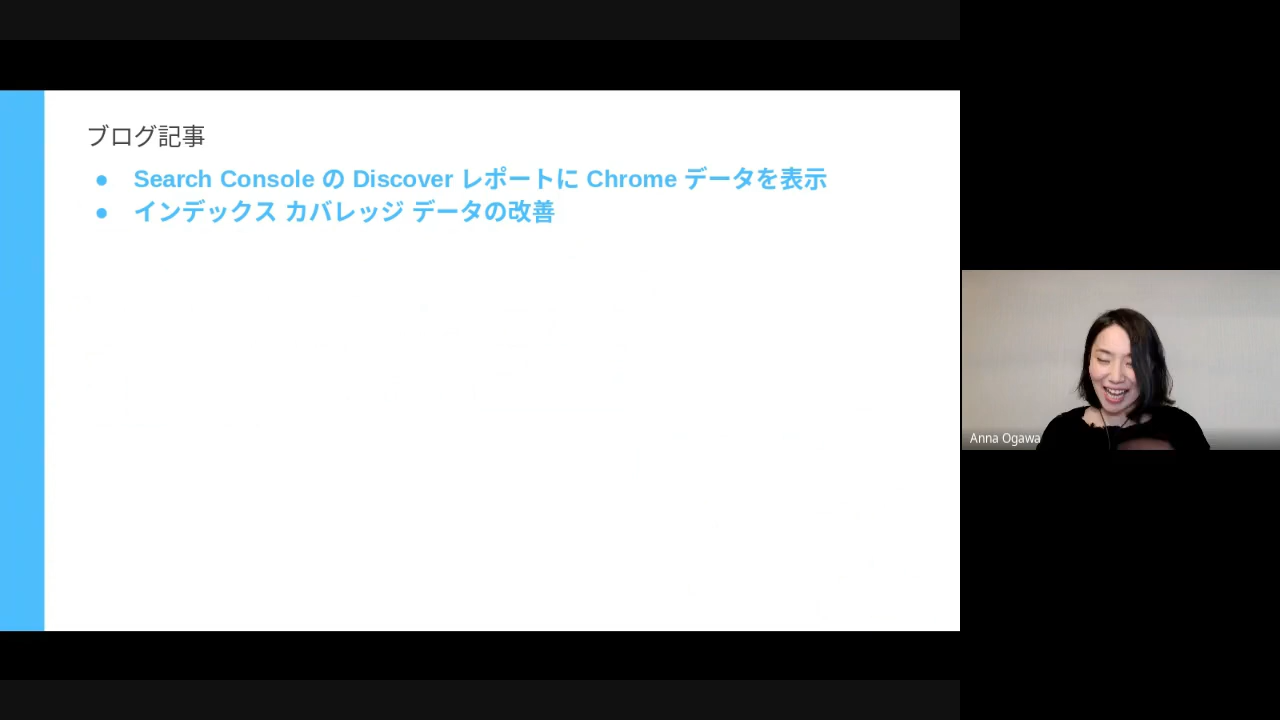 ブログ記事
● Search Console の Discover レポートに Chrome データを表示
● インデックス カバレッジ データの改善
Anna Ogawa